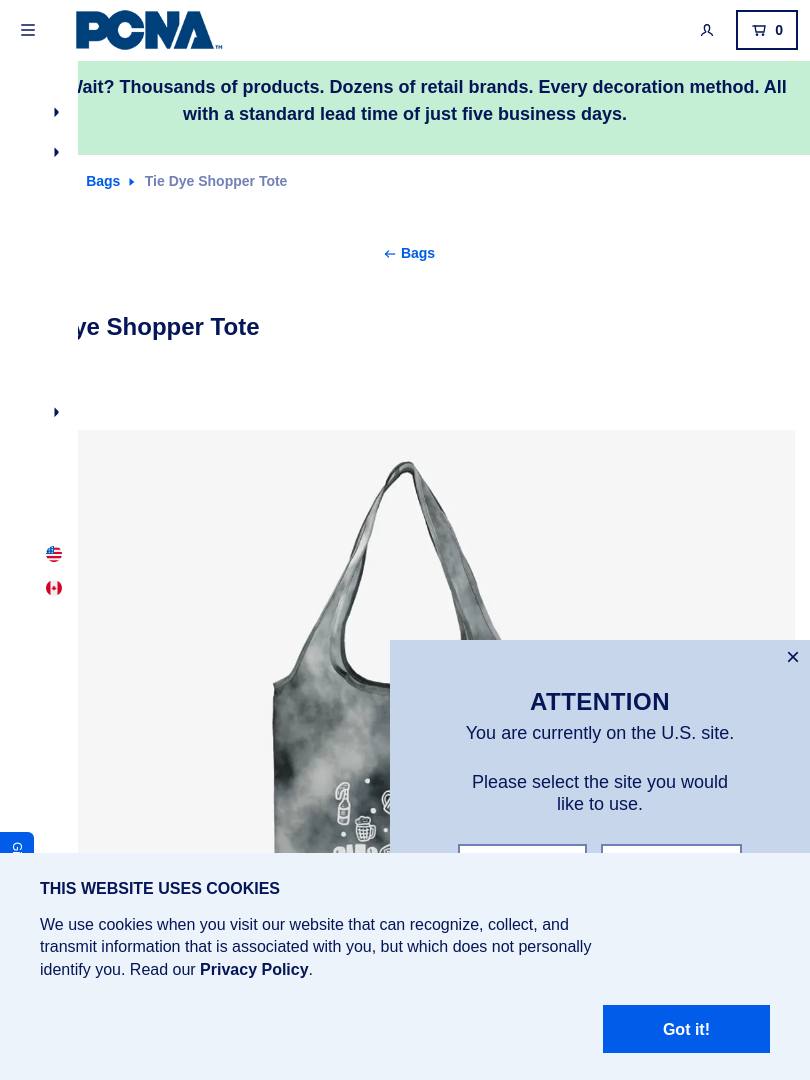 PCNA™
0
Wait? Thousands of products. Dozens of retail brands. Every decoration method. All
with a standard lead time of just five business days.
Bags Tie Dye Shopper Tote
Bags
Shopper Tote
ATTENTION
You are currently on the U.S. site.
Please select the site you would
like to use.
THIS WEBSITE USES COOKIES
We use cookies when you visit our website that can recognize, collect, and
transmit information that is associated with you, but which does not personally
identify you. Read our Privacy Policy.
Got it!